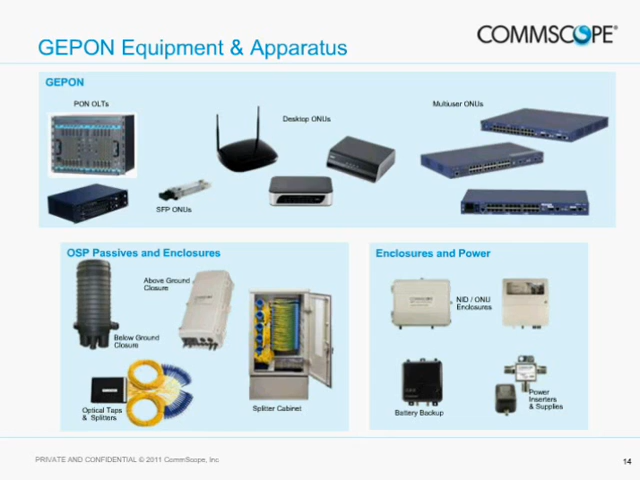 GEPON Equipment & Apparatus
COMMSCOPE®
GEPON
PON OLTs
Desktop ONUs
Multiuser ONUs
SFP ONUs
OSP Passives and Enclosures
Above Ground
Closure
Below Ground
Closure
Optical Taps
& Splitters
Splitter Cabinet
Enclosures and Power
COMMSCOPE
NID / ONU
Enclosures
Battery Backup
Power
Inserters
& Supplies
PRIVATE AND CONFIDENTIAL © 2011 CommScope, Inc
14